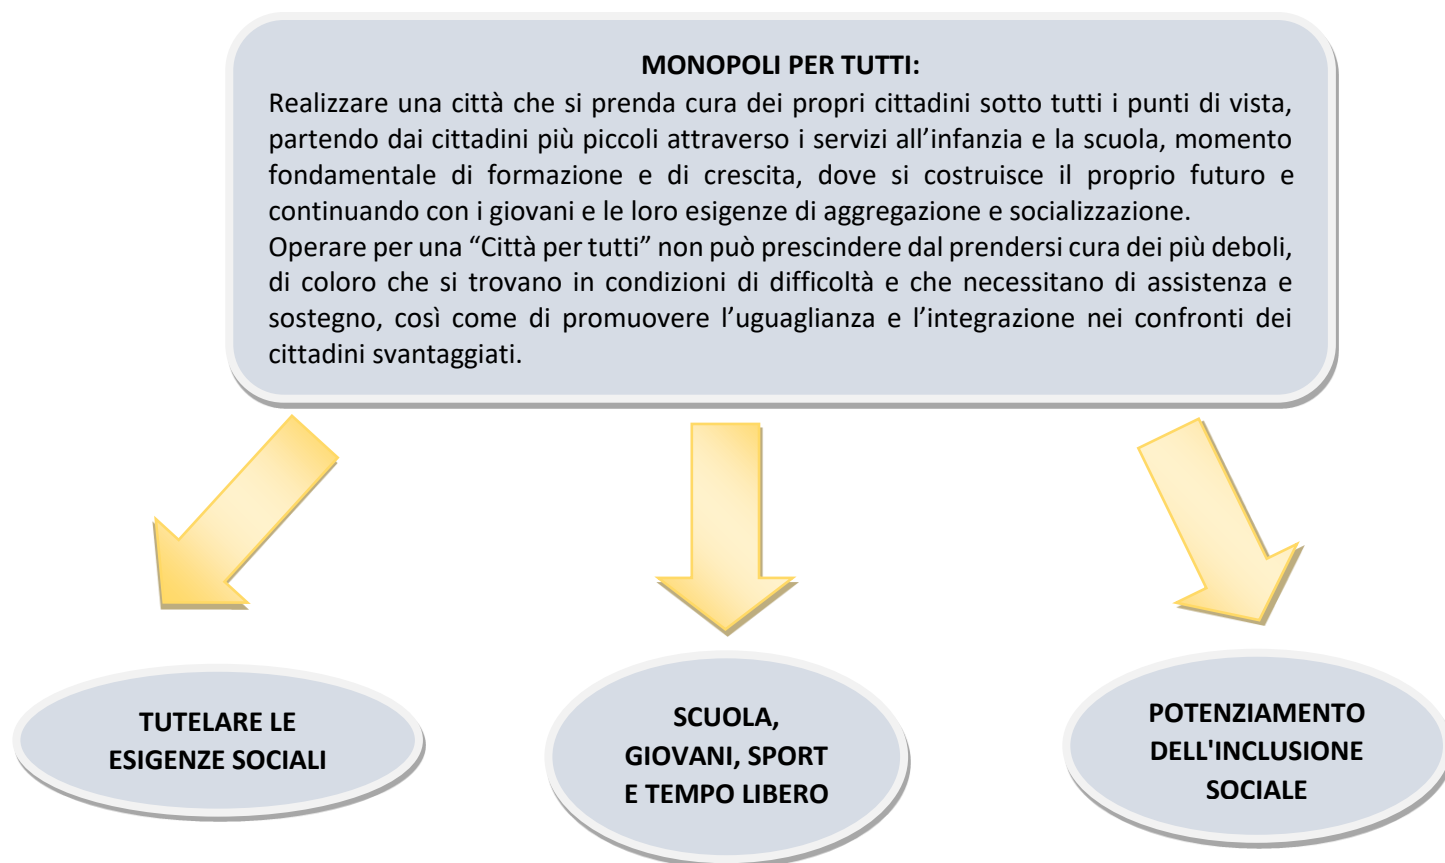 MONOPOLI PER TUTTI:
Realizzare una città che si prenda cura dei propri cittadini sotto tutti i punti di vista,
partendo dai cittadini più piccoli attraverso i servizi all’infanzia e la scuola, momento
fondamentale di formazione e di crescita, dove si costruisce il proprio futuro e
continuando con i giovani e le loro esigenze di aggregazione e socializzazione.
Operare per una “Città per tutti” non può prescindere dal prendersi cura dei più deboli,
di coloro che si trovano in condizioni di difficoltà e che necessitano di assistenza e
sostegno, così come di promuovere l’uguaglianza e l’integrazione nei confronti dei
cittadini svantaggiati.
TUTELARE LE
ESIGENZE SOCIALI
SCUOLA,
GIOVANI, SPORT
E TEMPO LIBERO
POTENZIAMENTO
DELL'INCLUSIONE
SOCIALE